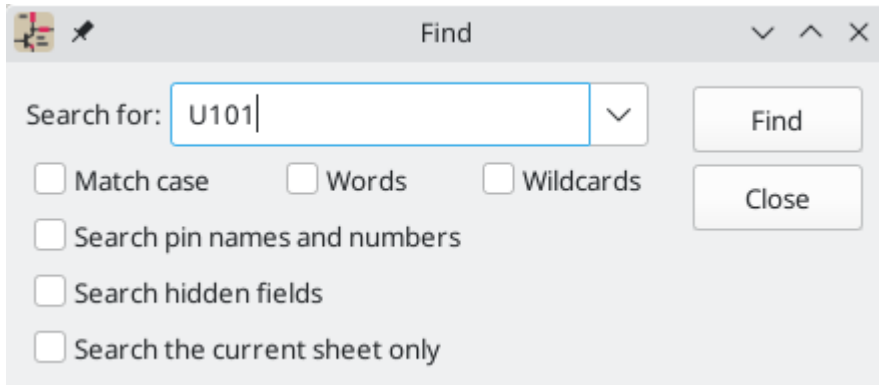 Find
Search for: U101
Find
Match case Words Wildcards
Close
Search pin names and numbers
Search hidden fields
Search the current sheet only